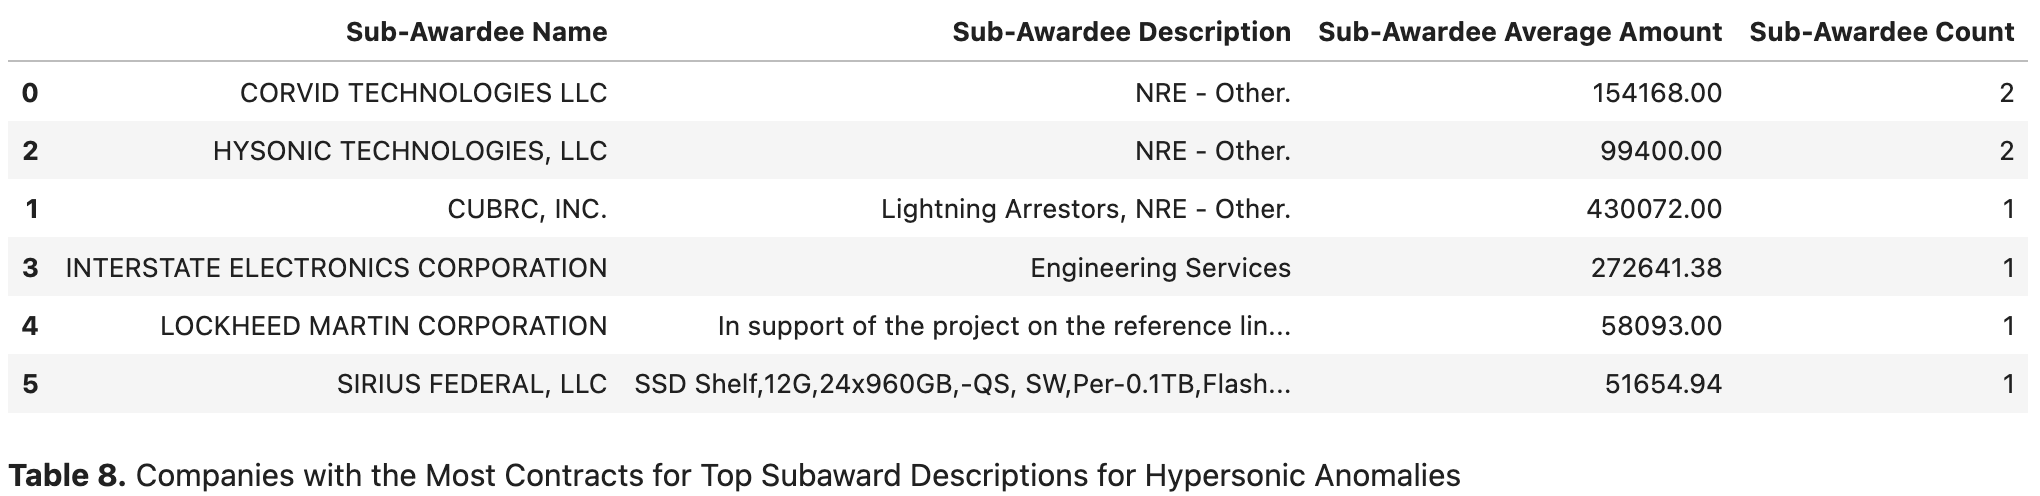 Sub-Awardee Name Sub-Awardee Description Sub-Awardee Average Amount Sub-Awardee Count
0 CORVID TECHNOLOGIES LLC NRE - Other. 154168.00 2
2 HYSONIC TECHNOLOGIES, LLC NRE - Other. 99400.00 2
1 CUBRC, INC. Lightning Arrestors, NRE - Other. 430072.00 1
3 INTERSTATE ELECTRONICS CORPORATION Engineering Services 272641.38 1
4 LOCKHEED MARTIN CORPORATION In support of the project on the reference lin... 58093.00 1
5 SIRIUS FEDERAL, LLC SSD Shelf,12G,24x960GB,-QS, SW,Per-0.1TB,Flash... 51654.94 1
Table 8. Companies with the Most Contracts for Top Subaward Descriptions for Hypersonic Anomalies